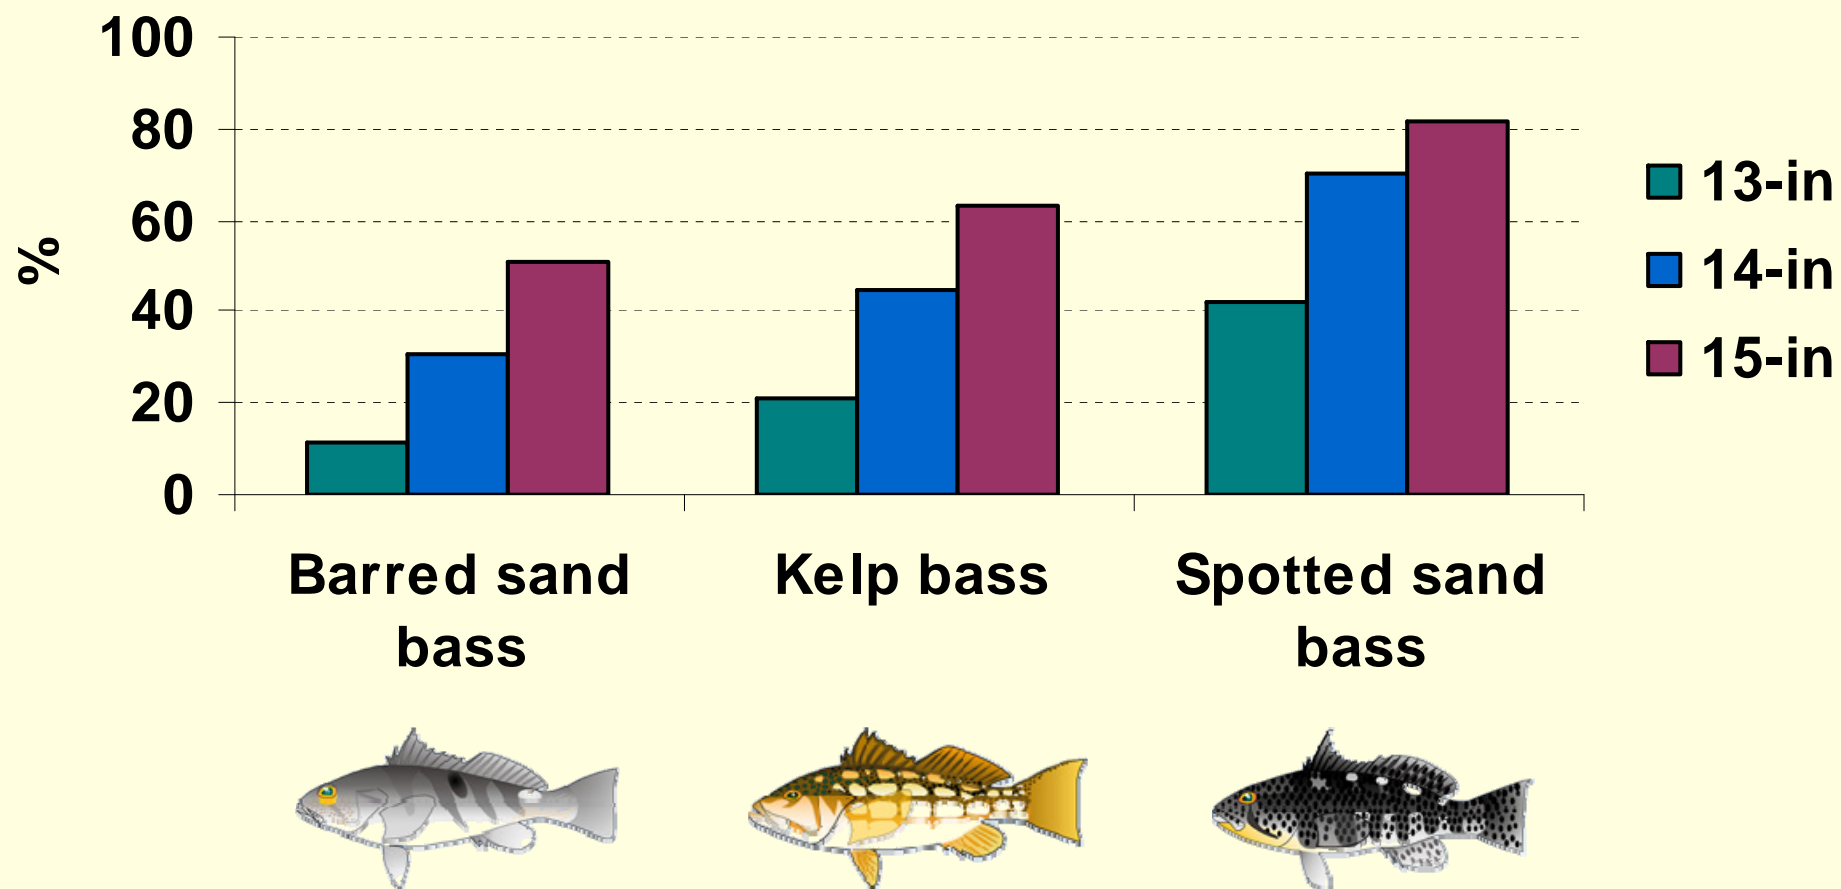 100
80
60
40
20
0
%
13-in
14-in
15-in
Barred sand
bass
Kelp bass
Spotted sand
bass